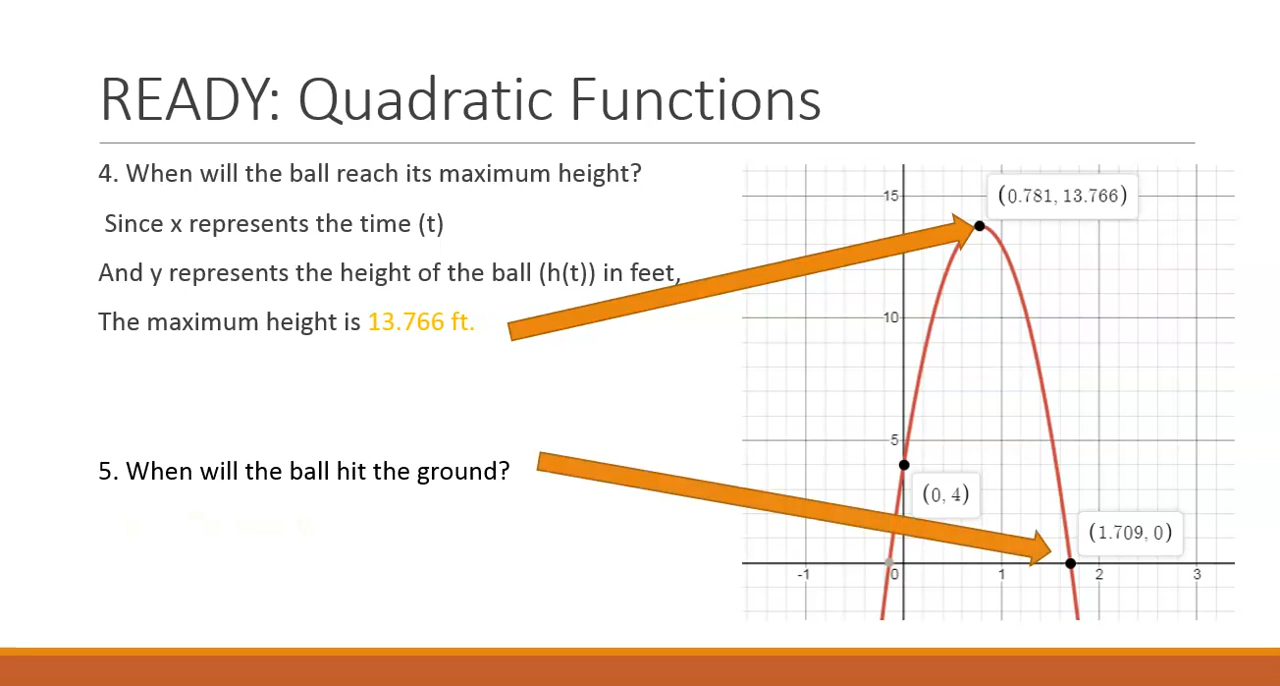 READY: Quadratic Functions
4. When will the ball reach its maximum height?
Since x represents the time (t)
And y represents the height of the ball (h(t)) in feet,
The maximum height is 13.766 ft.
5. When will the ball hit the ground?
15
(0.781, 13.766)
10
5
(0, 4)
(1.709, 0)
-1
0
1
2
3